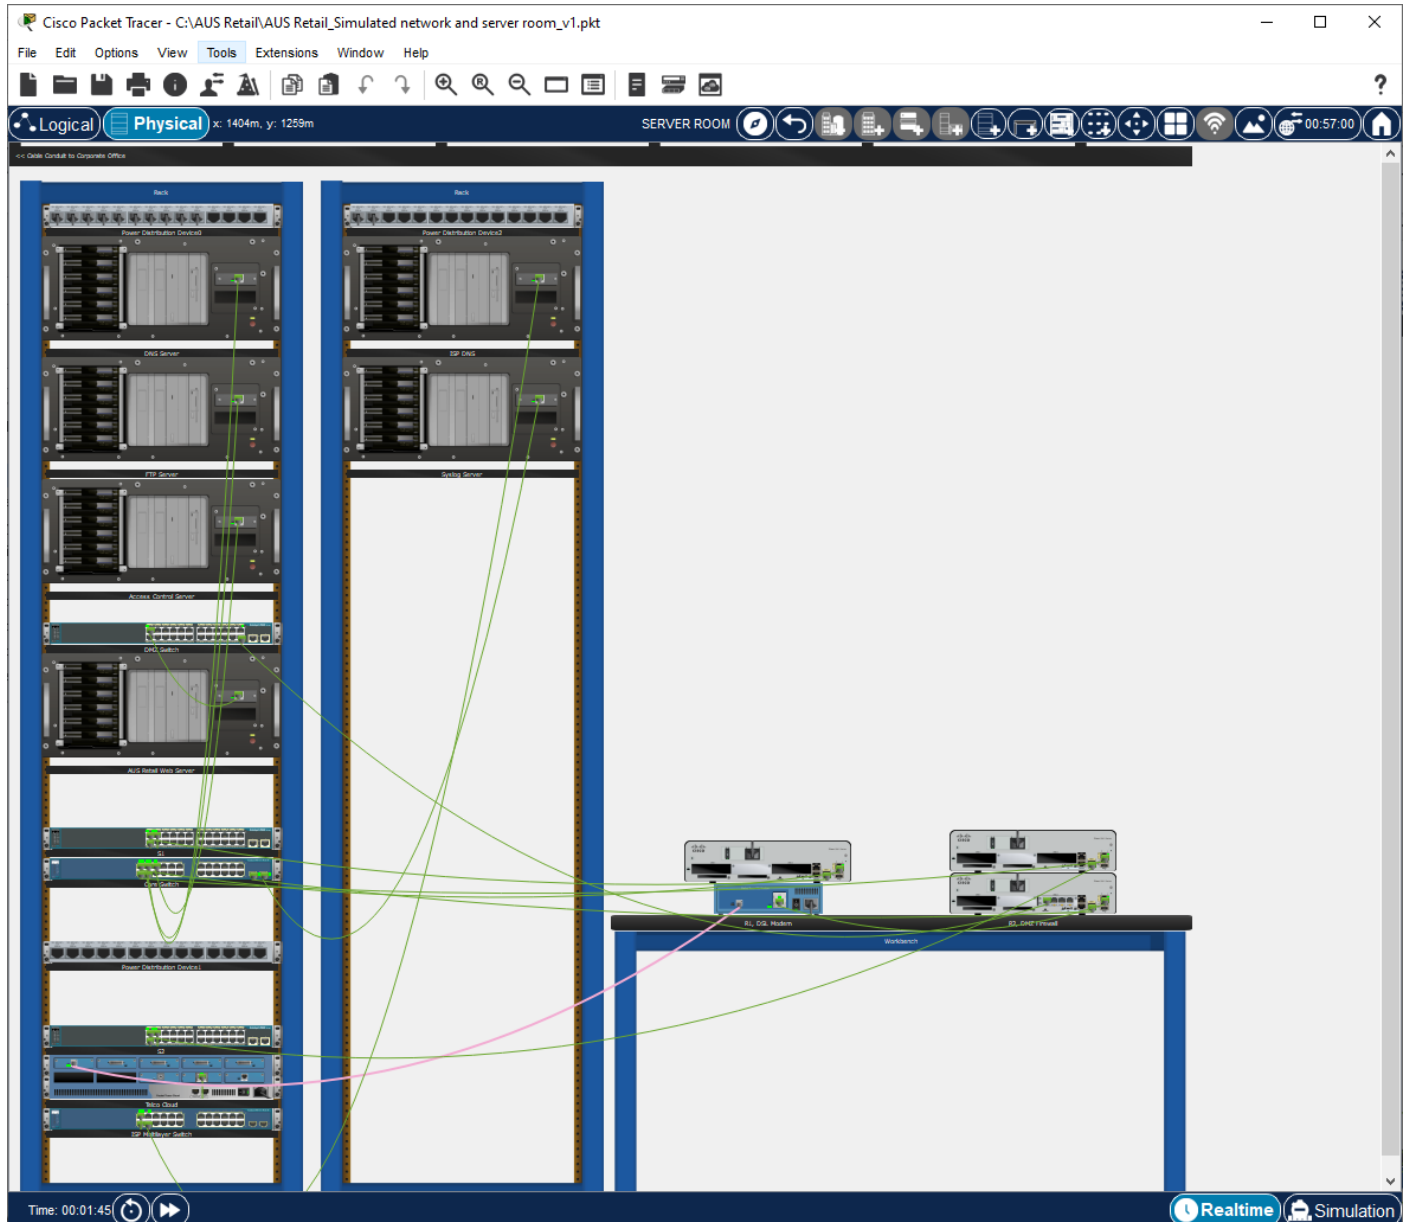 Cisco Packet Tracer - C:\AUS Retail\AUS Retail_Simulated network and server room_v1.pkt
File Edit Options View Tools Extensions Window Help
Logical Physical x: 1404m, y: 1259m SERVER ROOM 00:57:00
<< Cable Conduit to Corporate Office
Rack Rack
Power Distribution Device0 Power Distribution Device2
DNS Server ISP DNS
FTP Server Syslog Server
Access Control Server
DMZ Switch
AUS Retail Web Server
S1
Core Switch
R1, DSL Modem R2, DMZ Firewall
Workbench
Power Distribution Device1
Telco Cloud
ISP Multilayer Switch
Time: 00:01:45 Realtime Simulation